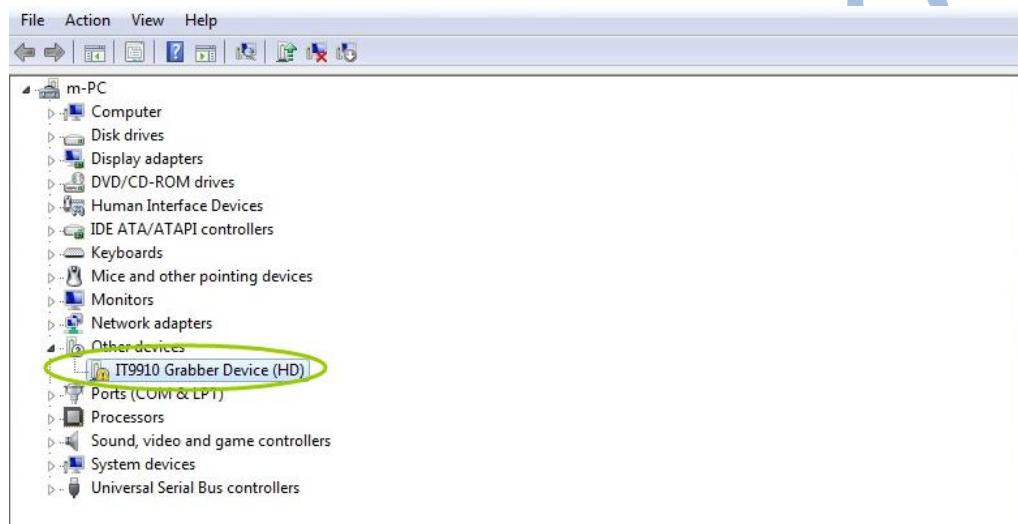 File Action View Help
m-PC
Computer
Disk drives
Display adapters
DVD/CD-ROM drives
Human Interface Devices
IDE ATA/ATAPI controllers
Keyboards
Mice and other pointing devices
Monitors
Network adapters
Other devices
IT9910 Grabber Device (HD)
Ports (COM & LPT)
Processors
Sound, video and game controllers
System devices
Universal Serial Bus controllers